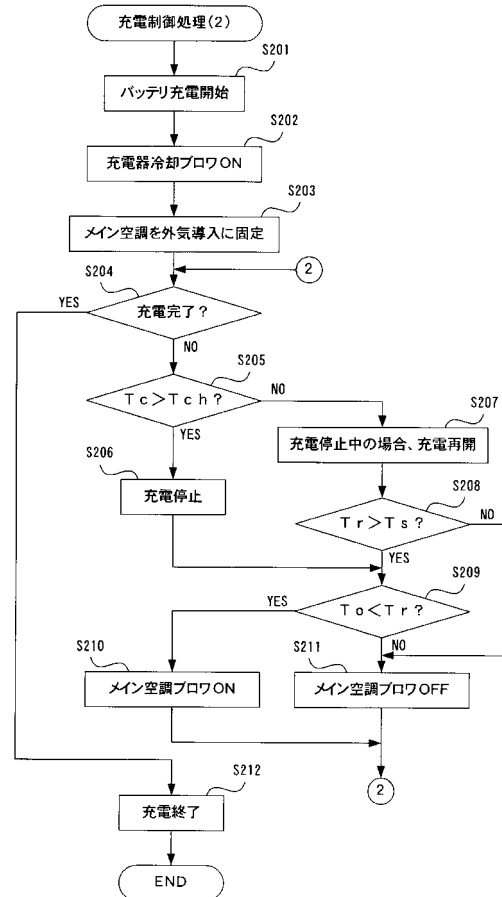 充電制御処理(2)
S201
バッテリ充電開始
S202
充電器冷却ブロワON
S203
メイン空調を外気導入に固定
2
S204
YES
充電完了?
NO
S205
Tc>Tch?
NO
YES
S206
充電停止
S207
充電停止中の場合、充電再開
S208
Tr>Ts?
NO
YES
S209
YES
To<Tr?
NO
S210
メイン空調ブロワON
S211
メイン空調ブロワOFF
2
S212
充電終了
END